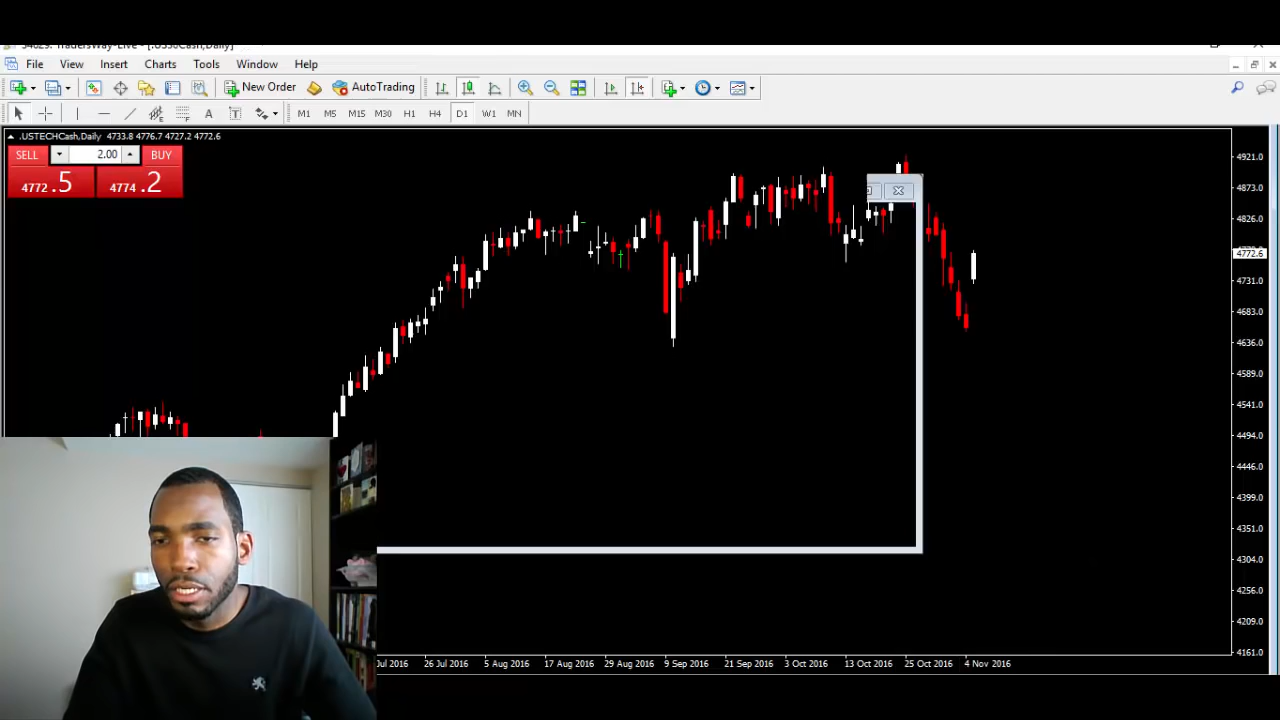 34029: TradersWay-Live - [.US30Cash,Daily]
File View Insert Charts Tools Window Help
New Order AutoTrading
M1 M5 M15 M30 H1 H4 D1 W1 MN
.USTECHCash,Daily 4733.8 4776.7 4727.2 4772.6
SELL 2.00 BUY
4772.5 4774.2
4921.0
4873.0
4826.0
4772.6
4731.0
4683.0
4636.0
4589.0
4541.0
4494.0
4446.0
4399.0
4351.0
4304.0
4256.0
4209.0
4161.0
Jul 2016 26 Jul 2016 5 Aug 2016 17 Aug 2016 29 Aug 2016 9 Sep 2016 21 Sep 2016 3 Oct 2016 13 Oct 2016 25 Oct 2016 4 Nov 2016